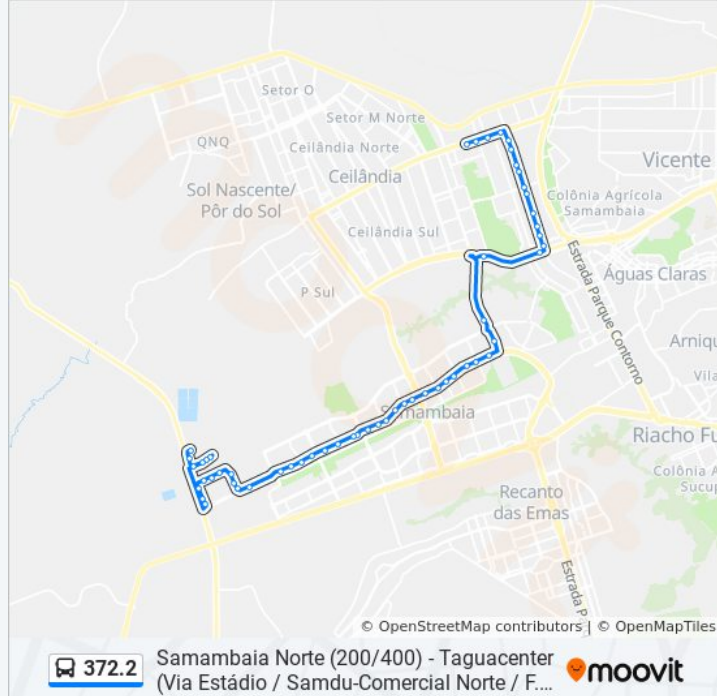 Setor O
Setor M Norte
QNQ
Ceilândia Norte
Vicente
Ceilândia
Sol Nascente/
Pôr do Sol
Colônia Agrícola
Samambaia
Ceilândia Sul
Águas Claras
P Sul
Estrada Parque Contorno
Arniq
Vila
Samambaia
Riacho Fu
Colônia A
Sucup
Recanto
das Emas
Estrada P
© OpenStreetMap contributors | © OpenMapTiles
372.2
Samambaia Norte (200/400) - Taguacenter
(Via Estádio / Samdu-Comercial Norte / F....
moovit